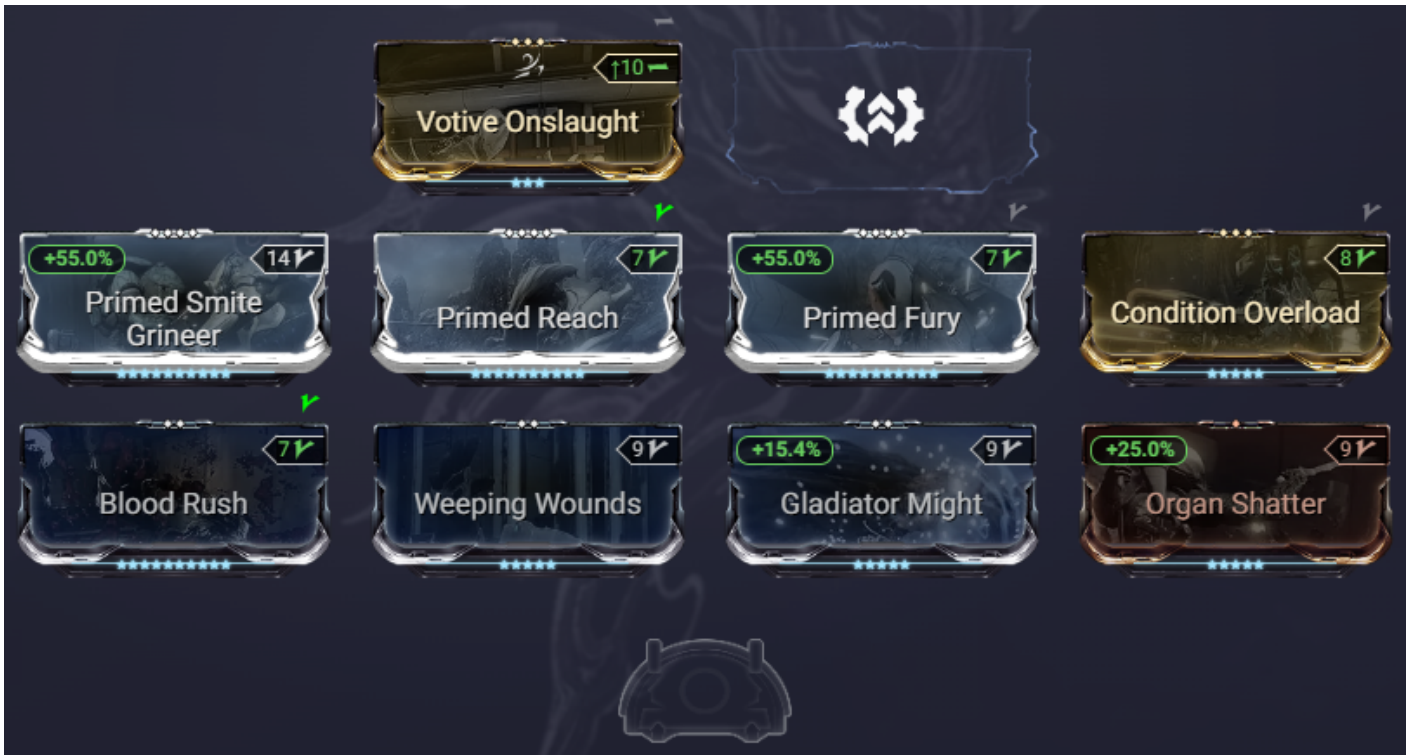 ↑10
Votive Onslaught
+55.0%
14
Primed Smite
Grineer
7
Primed Reach
+55.0%
7
Primed Fury
8
Condition Overload
7
Blood Rush
9
Weeping Wounds
+15.4%
9
Gladiator Might
+25.0%
9
Organ Shatter